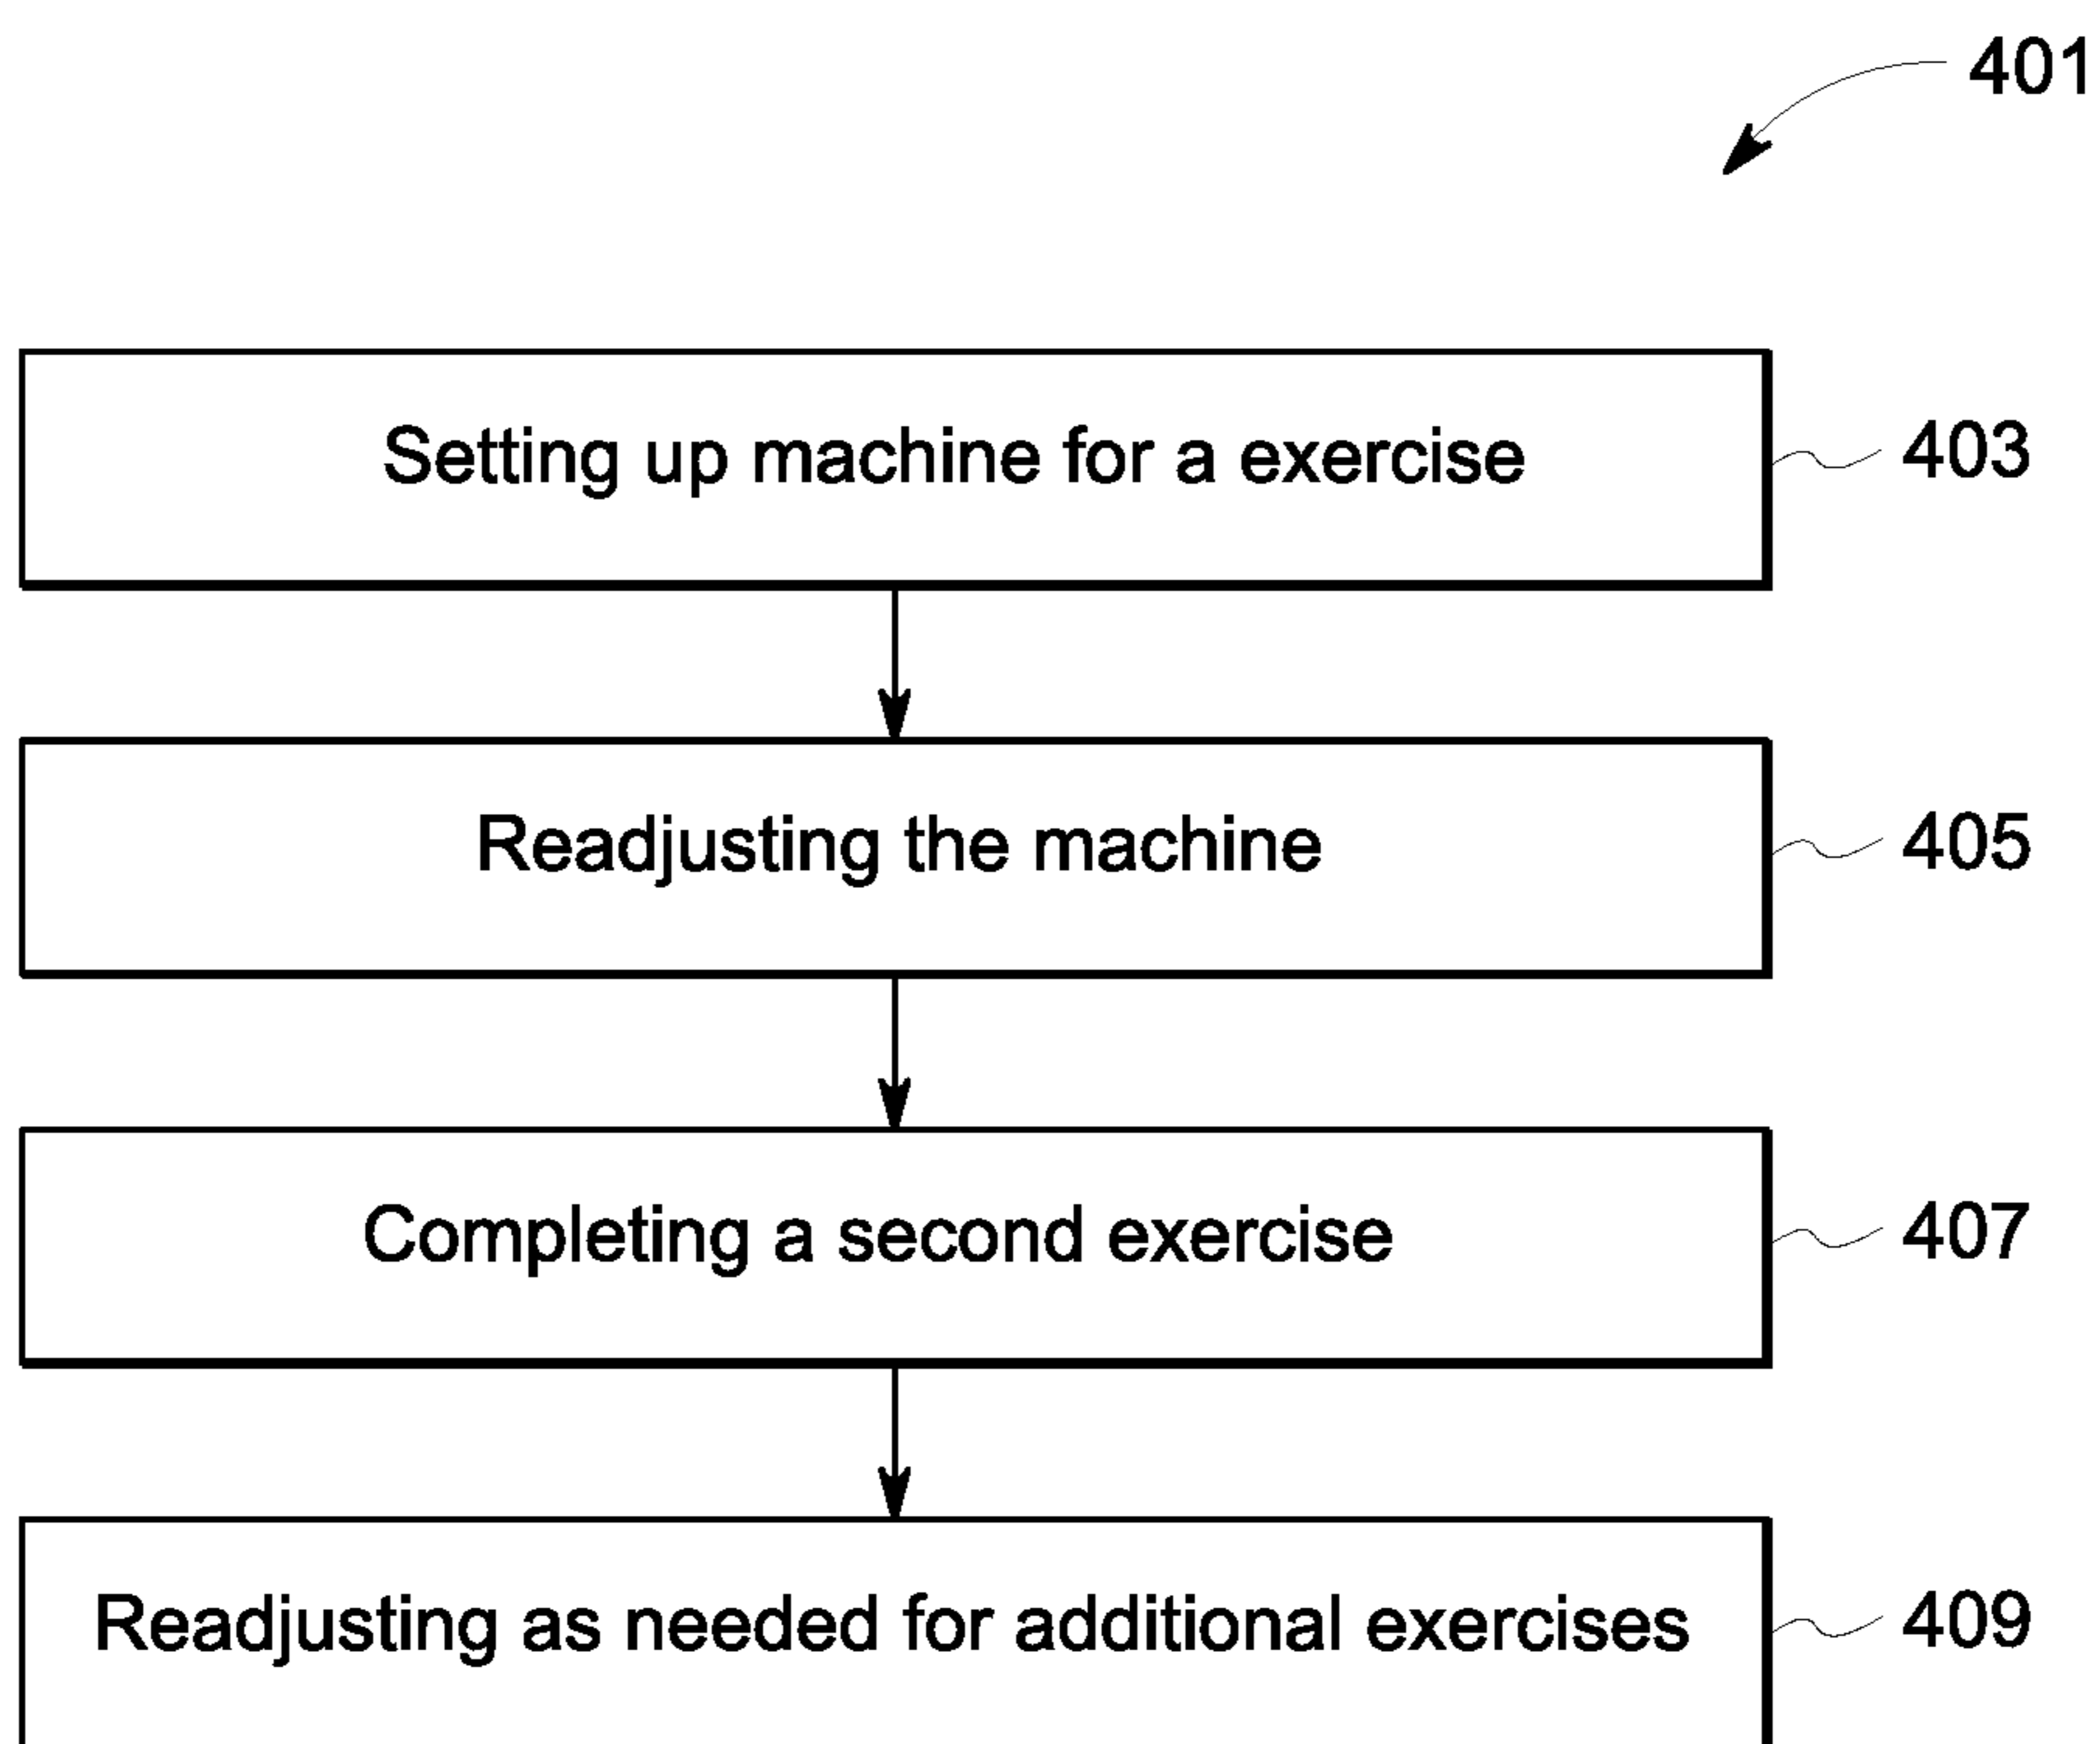 401
Setting up machine for a exercise
403
Readjusting the machine
405
Completing a second exercise
407
Readjusting as needed for additional exercises
409